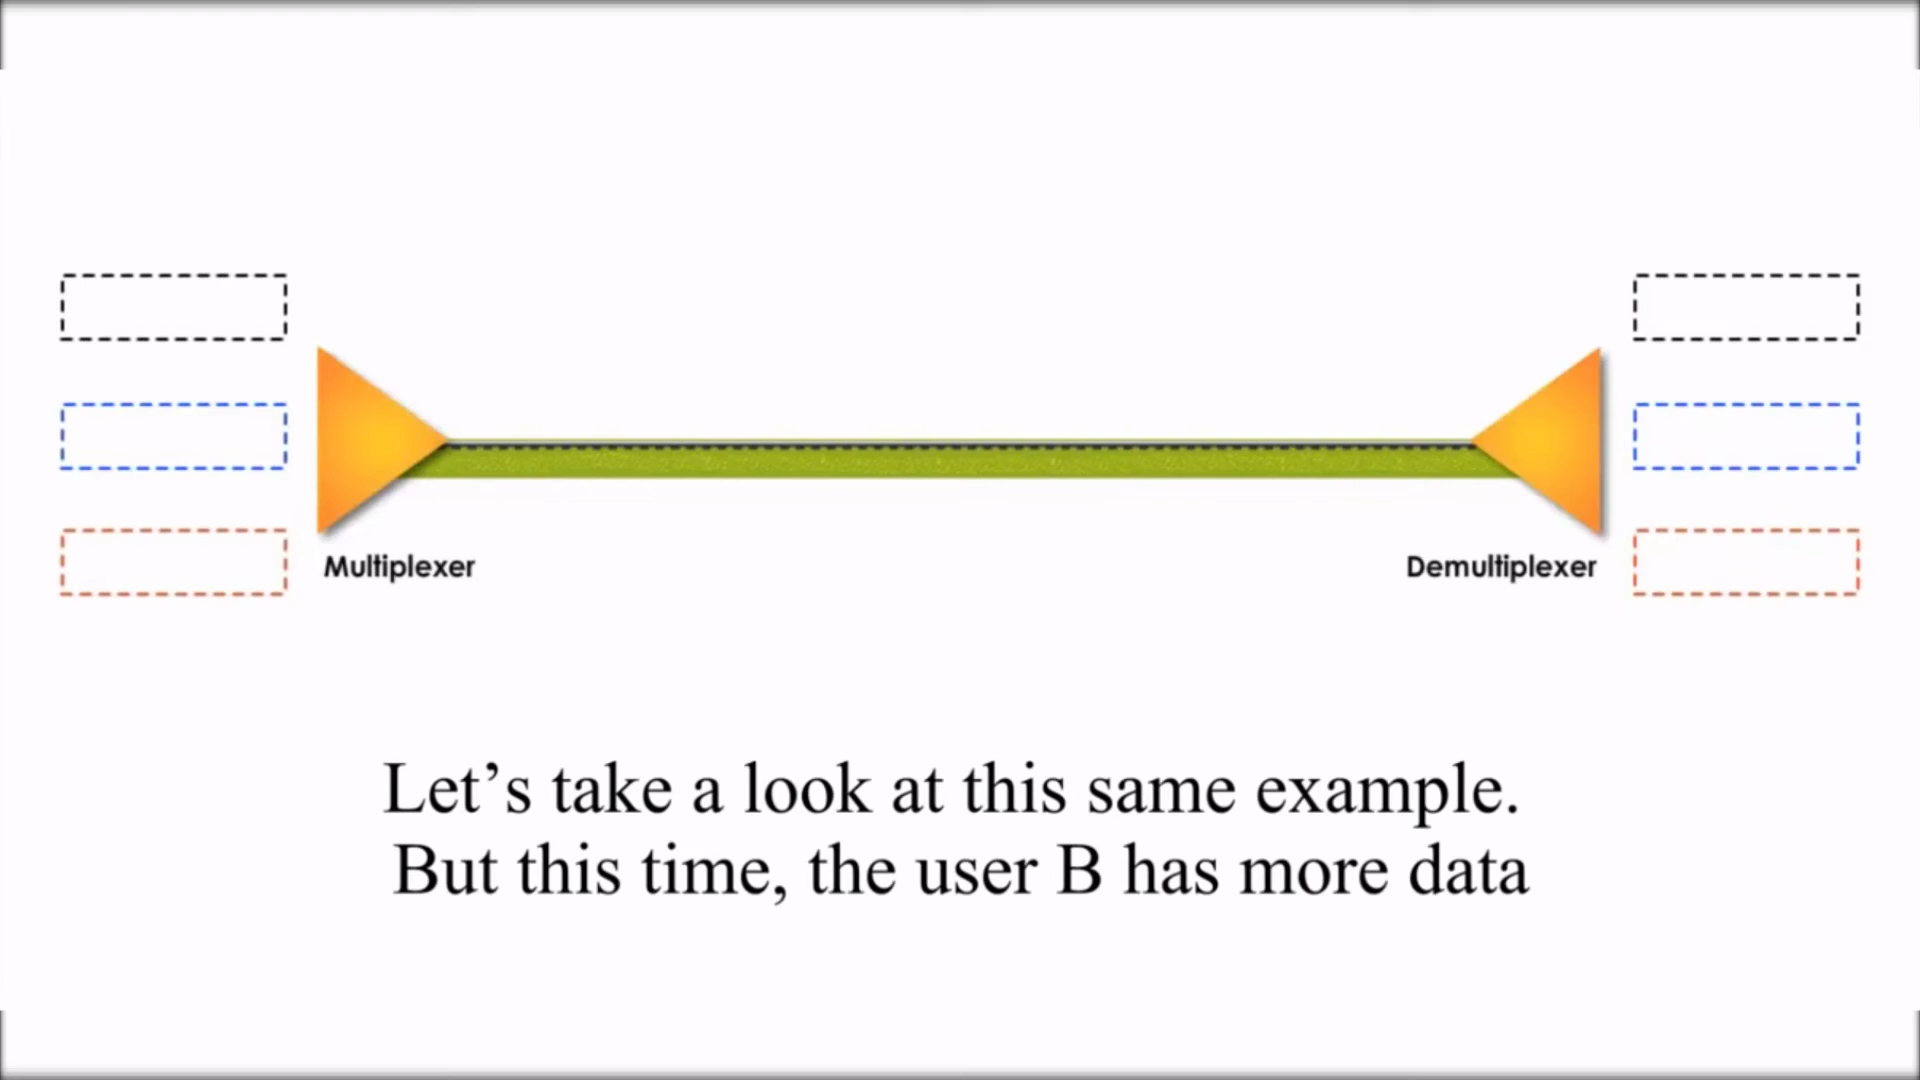 Multiplexer
Demultiplexer
Let’s take a look at this same example.
But this time, the user B has more data